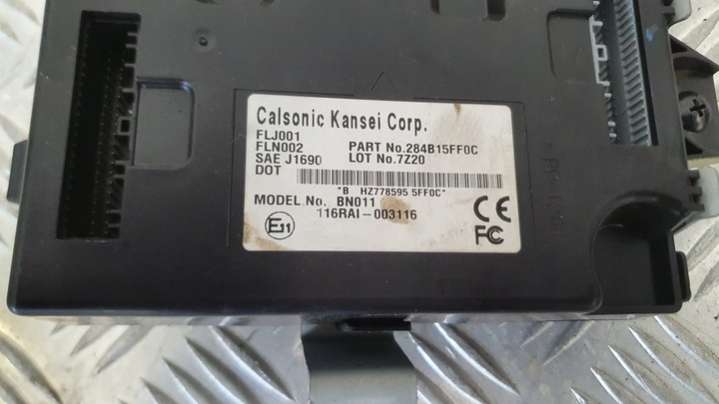 Calsonic Kansei Corp.
FLJ001
FLN002 PART No.284B15FF0C
SAE J1690 LOT No.7Z20
DOT
*B HZ778595 5FF0C*
MODEL No. BN011
116RAI-003116
E11
CE
FC